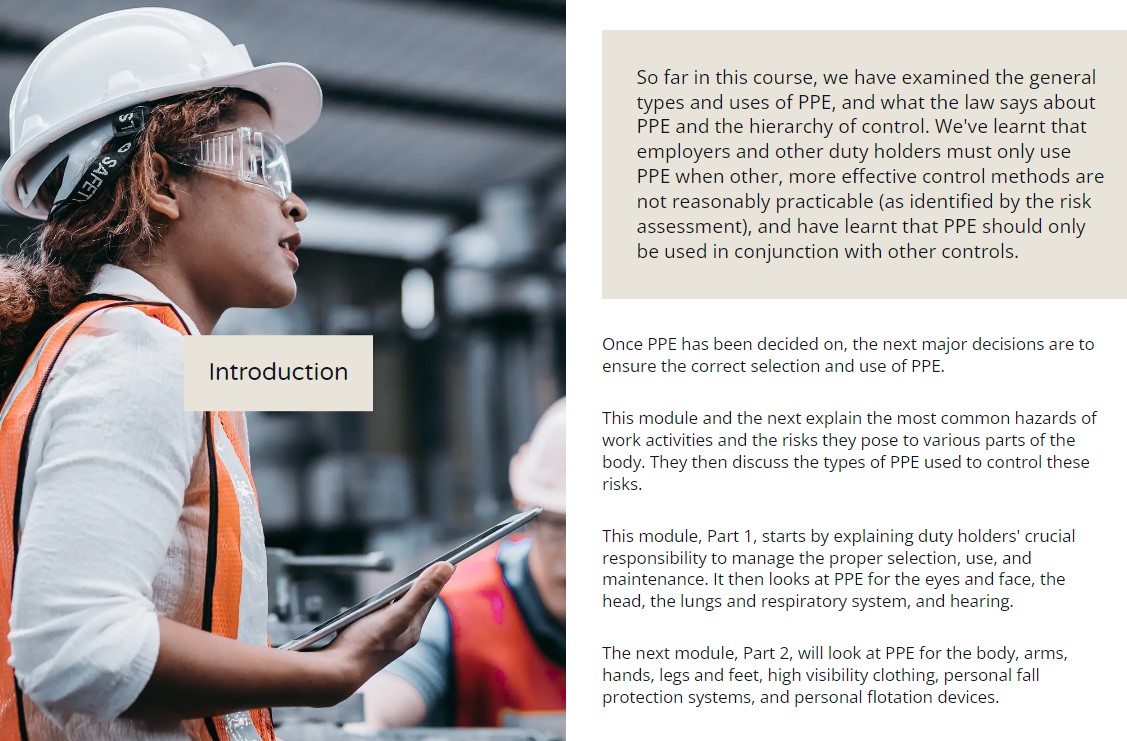 STO SAFETY
Introduction
So far in this course, we have examined the general
types and uses of PPE, and what the law says about
PPE and the hierarchy of control. We've learnt that
employers and other duty holders must only use
PPE when other, more effective control methods are
not reasonably practicable (as identified by the risk
assessment), and have learnt that PPE should only
be used in conjunction with other controls.
Once PPE has been decided on, the next major decisions are to
ensure the correct selection and use of PPE.
This module and the next explain the most common hazards of
work activities and the risks they pose to various parts of the
body. They then discuss the types of PPE used to control these
risks.
This module, Part 1, starts by explaining duty holders' crucial
responsibility to manage the proper selection, use, and
maintenance. It then looks at PPE for the eyes and face, the
head, the lungs and respiratory system, and hearing.
The next module, Part 2, will look at PPE for the body, arms,
hands, legs and feet, high visibility clothing, personal fall
protection systems, and personal flotation devices.